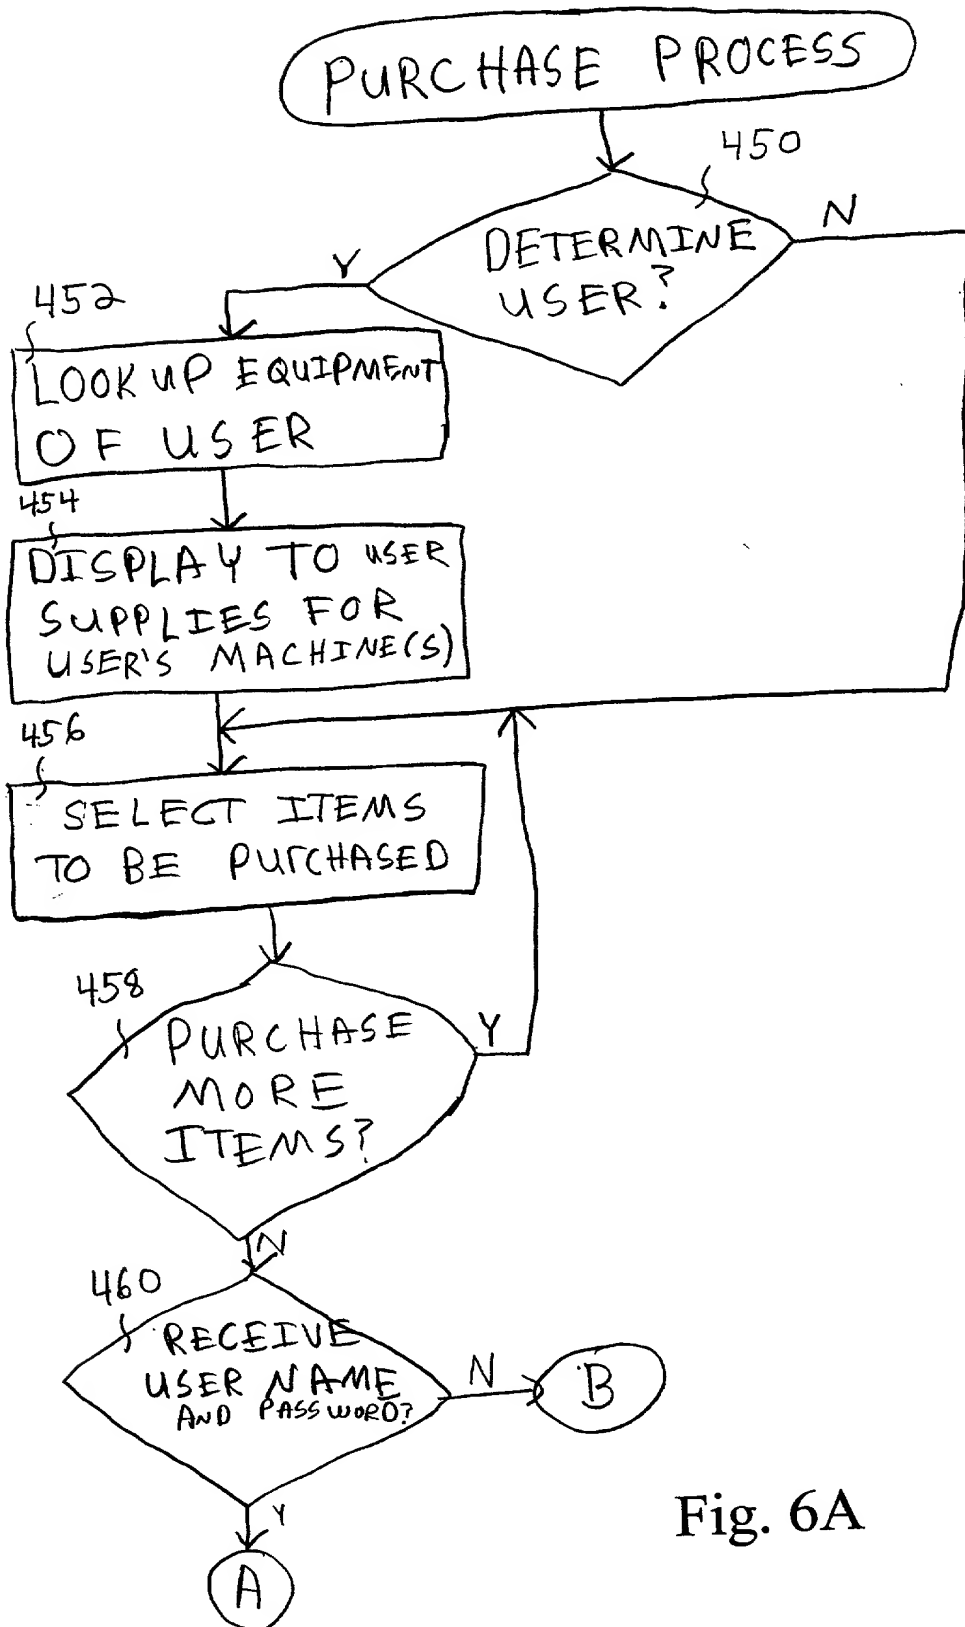 PURCHASE PROCESS
450
DETERMINE
USER?
Y
N
452
LOOK UP EQUIPMENT
OF USER
454
DISPLAY TO USER
SUPPLIES FOR
USER'S MACHINE(S)
456
SELECT ITEMS
TO BE PURCHASED
458
PURCHASE
MORE
ITEMS?
Y
N
460
RECEIVE
USER NAME
AND PASSWORD?
N
B
Y
A
Fig. 6A